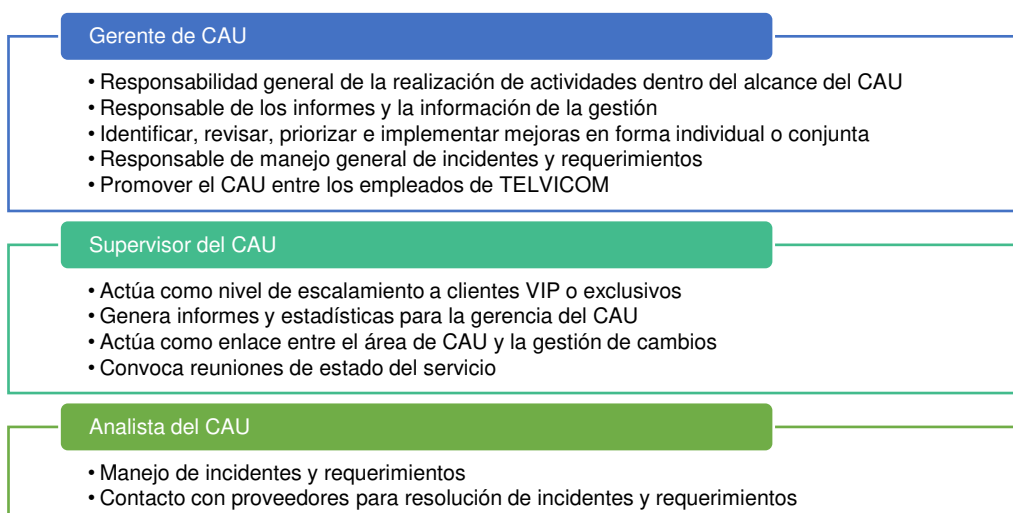 Gerente de CAU
• Responsabilidad general de la realización de actividades dentro del alcance del CAU
• Responsable de los informes y la información de la gestión
• Identificar, revisar, priorizar e implementar mejoras en forma individual o conjunta
• Responsable de manejo general de incidentes y requerimientos
• Promover el CAU entre los empleados de TELVICOM
Supervisor del CAU
• Actúa como nivel de escalamiento a clientes VIP o exclusivos
• Genera informes y estadísticas para la gerencia del CAU
• Actúa como enlace entre el área de CAU y la gestión de cambios
• Convoca reuniones de estado del servicio
Analista del CAU
• Manejo de incidentes y requerimientos
• Contacto con proveedores para resolución de incidentes y requerimientos